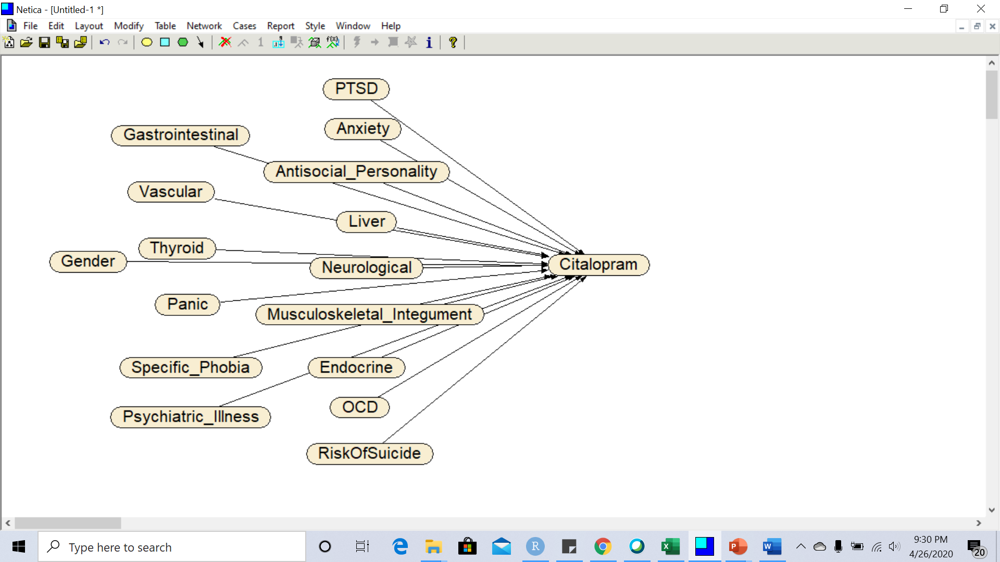 Netica - [Untitled-1 *]
File Edit Layout Modify Table Network Cases Report Style Window Help
1 f(x) i ?
PTSD
Anxiety
Gastrointestinal
Antisocial_Personality
Vascular
Liver
Thyroid
Gender
Neurological
Citalopram
Panic
Musculoskeletal_Integument
Specific_Phobia
Endocrine
OCD
Psychiatric_Illness
RiskOfSuicide
Type here to search
R
X
P
W
9:30 PM
4/26/2020
20